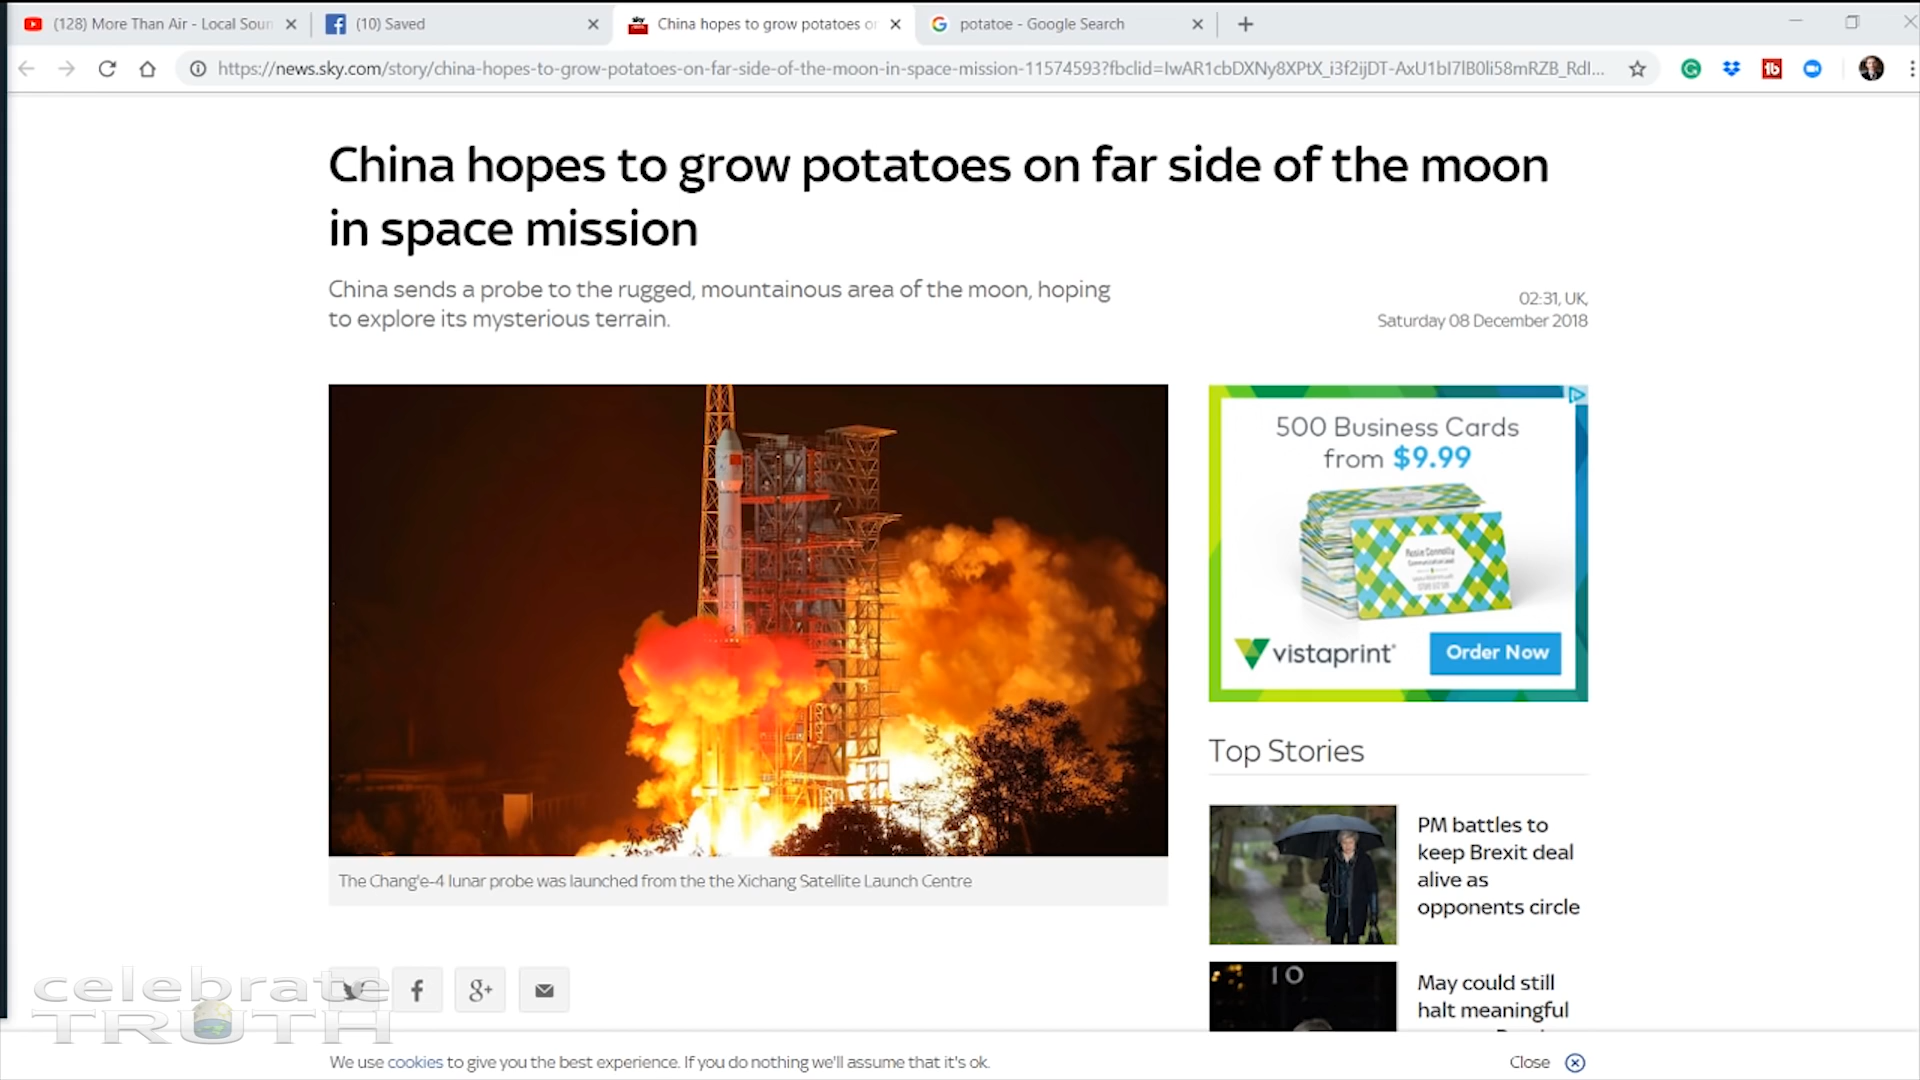 (128) More Than Air - Local Soun
(10) Saved
China hopes to grow potatoes o
potatoe - Google Search
https://news.sky.com/story/china-hopes-to-grow-potatoes-on-far-side-of-the-moon-in-space-mission-11574593?fbclid=IwAR1cbDXNy8XPtX_i3f2ijDT-AxU1bI7lB0li58mRZB_RdI...
China hopes to grow potatoes on far side of the moon
in space mission
China sends a probe to the rugged, mountainous area of the moon, hoping
to explore its mysterious terrain.
02:31, UK,
Saturday 08 December 2018
500 Business Cards
from $9.99
Rosie Connolly
vistaprint
Order Now
The Chang'e-4 lunar probe was launched from the the Xichang Satellite Launch Centre
Top Stories
PM battles to
keep Brexit deal
alive as
opponents circle
10
May could still
halt meaningful
celebrate
TRUTH
f
g+
We use cookies to give you the best experience. If you do nothing we'll assume that it's ok.
Close